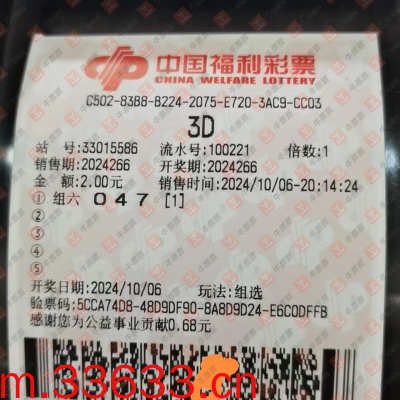 中国福利彩票
CHINA WELFARE LOTTERY
C502-83B8-B224-2075-E720-3AC9-CC03
3D
站 号:33015586 流水号:100221 倍数:1
销售期:2024266 开奖期:2024266
金 额:2.00元 销售时间:2024/10/06-20:14:24
① 组六 0 4 7 [1]
②
③
④
⑤
开奖日期:2024/10/06 玩法:组选
验票码:5CCA74D8-48D9DF90-8A8D9D24-E6C0DFFB
感谢您为公益事业贡献0.68元
m.33633.cn